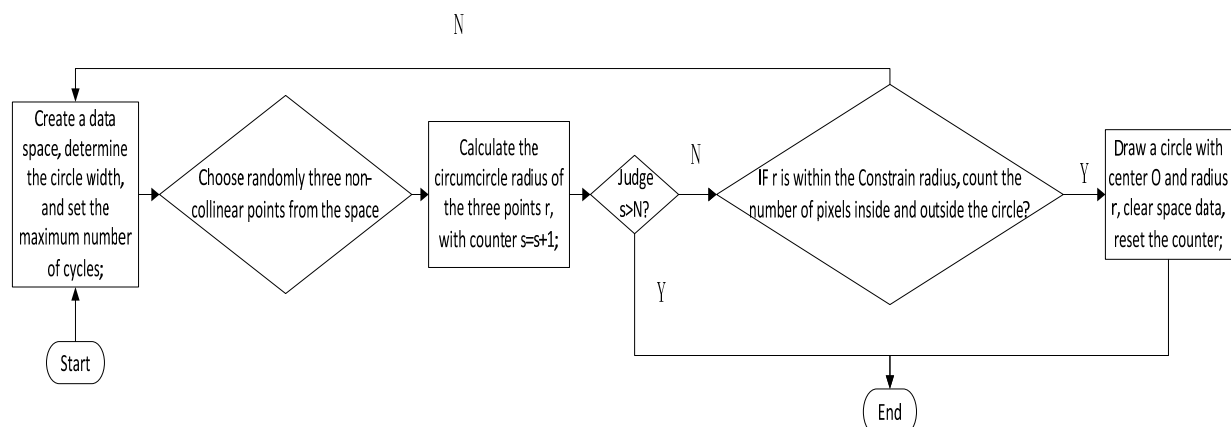 N
Create a data
space, determine
the circle width,
and set the
maximum number
of cycles;
Choose randomly three non-
collinear points from the space
Calculate the
circumcircle radius of
the three points r,
with counter s=s+1;
Judge
s>N?
N
Y
IF r is within the Constrain radius, count the
number of pixels inside and outside the circle?
Y
Draw a circle with
center O and radius
r, clear space data,
reset the counter;
Start
End